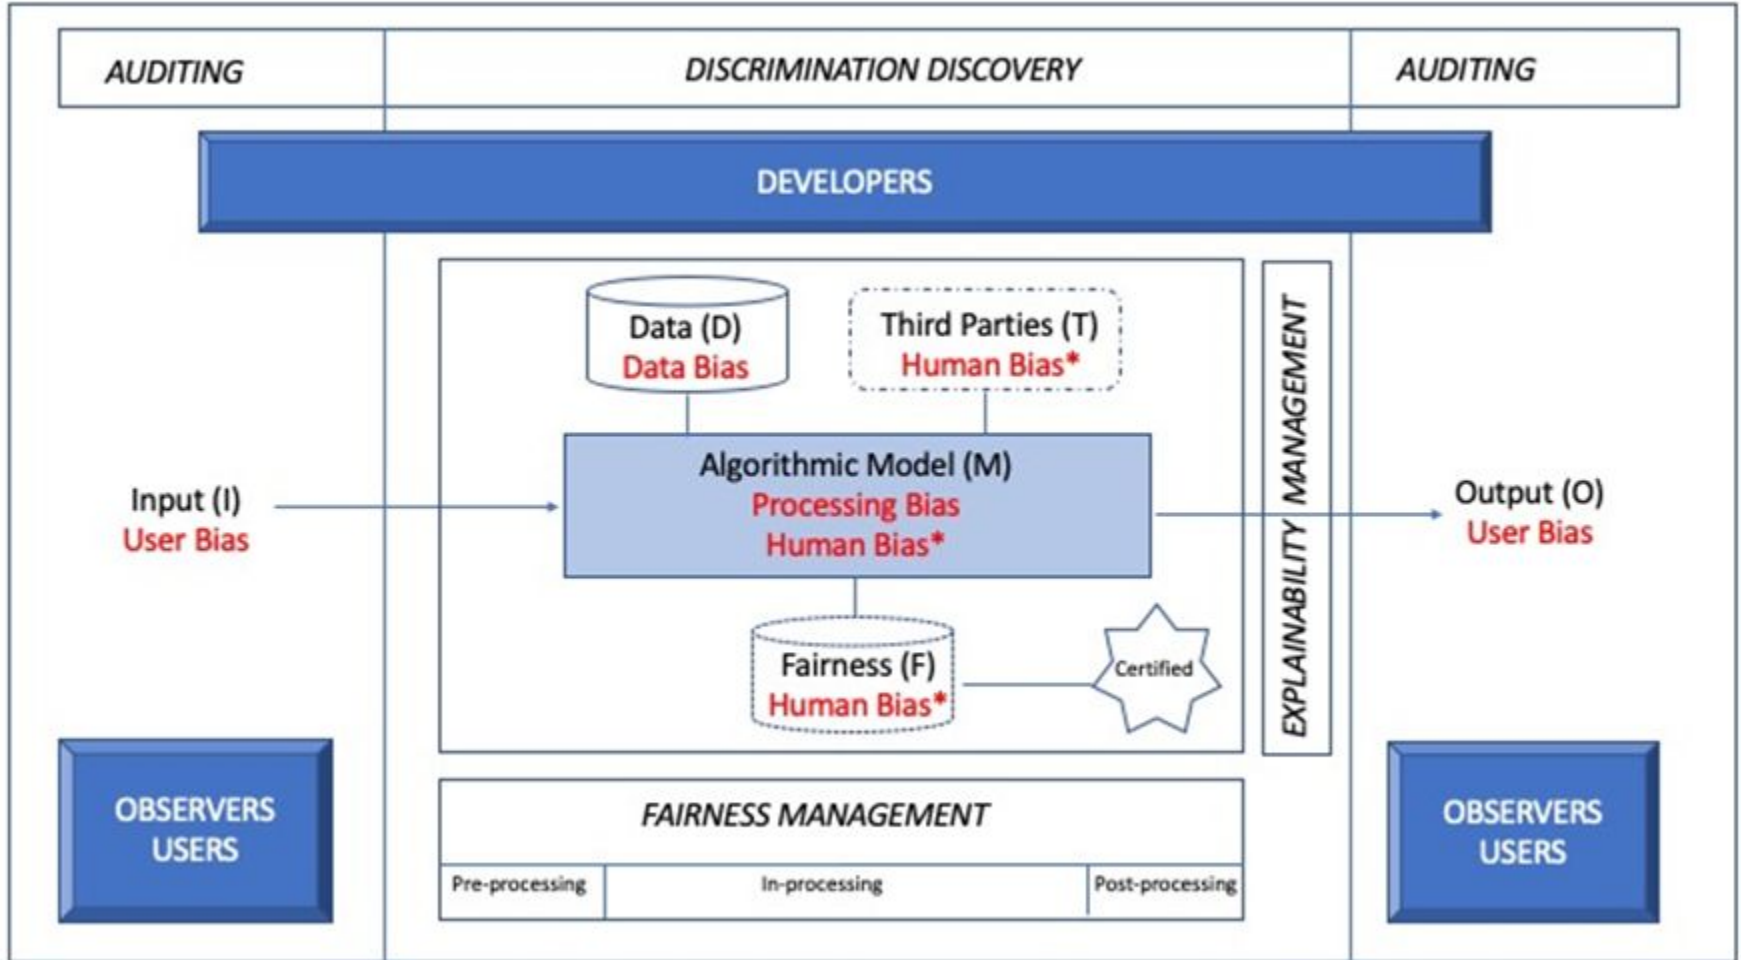 AUDITING
DISCRIMINATION DISCOVERY
AUDITING
DEVELOPERS
Data (D)
Data Bias
Third Parties (T)
Human Bias*
Algorithmic Model (M)
Processing Bias
Human Bias*
Input (I)
User Bias
Output (O)
User Bias
EXPLAINABILITY MANAGEMENT
Fairness (F)
Human Bias*
Certified
OBSERVERS
USERS
FAIRNESS MANAGEMENT
Pre-processing
In-processing
Post-processing
OBSERVERS
USERS